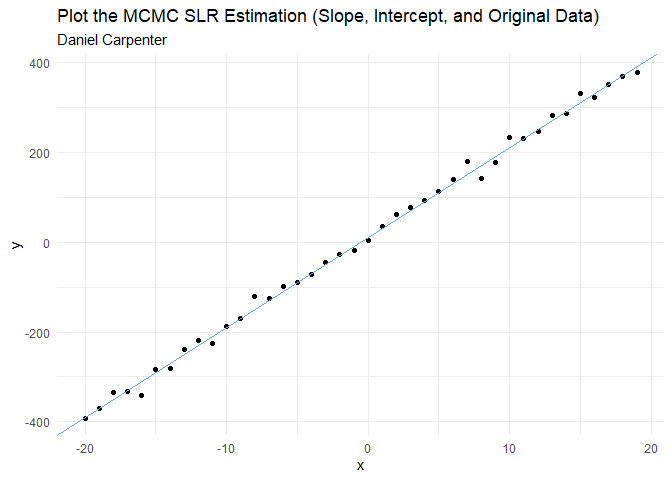 Plot the MCMC SLR Estimation (Slope, Intercept, and Original Data)
Daniel Carpenter
400
200
0
-200
-400
y
-20
-10
0
10
20
x